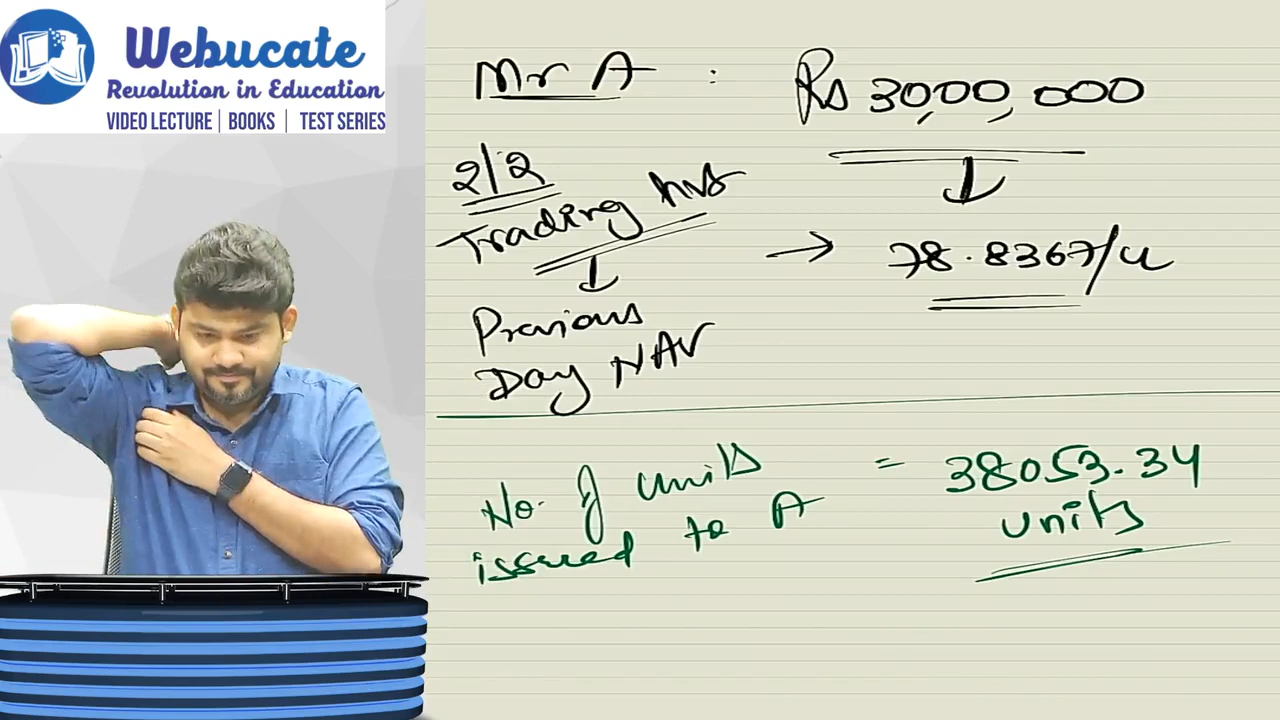 Webucate
Revolution in Education
VIDEO LECTURE | BOOKS | TEST SERIES
Mr A : Rs 3000,000
2/2
Trading hrs
→ 78.8367/u
Previous
Day NAV
No. of units = 38053.34
issued to A units